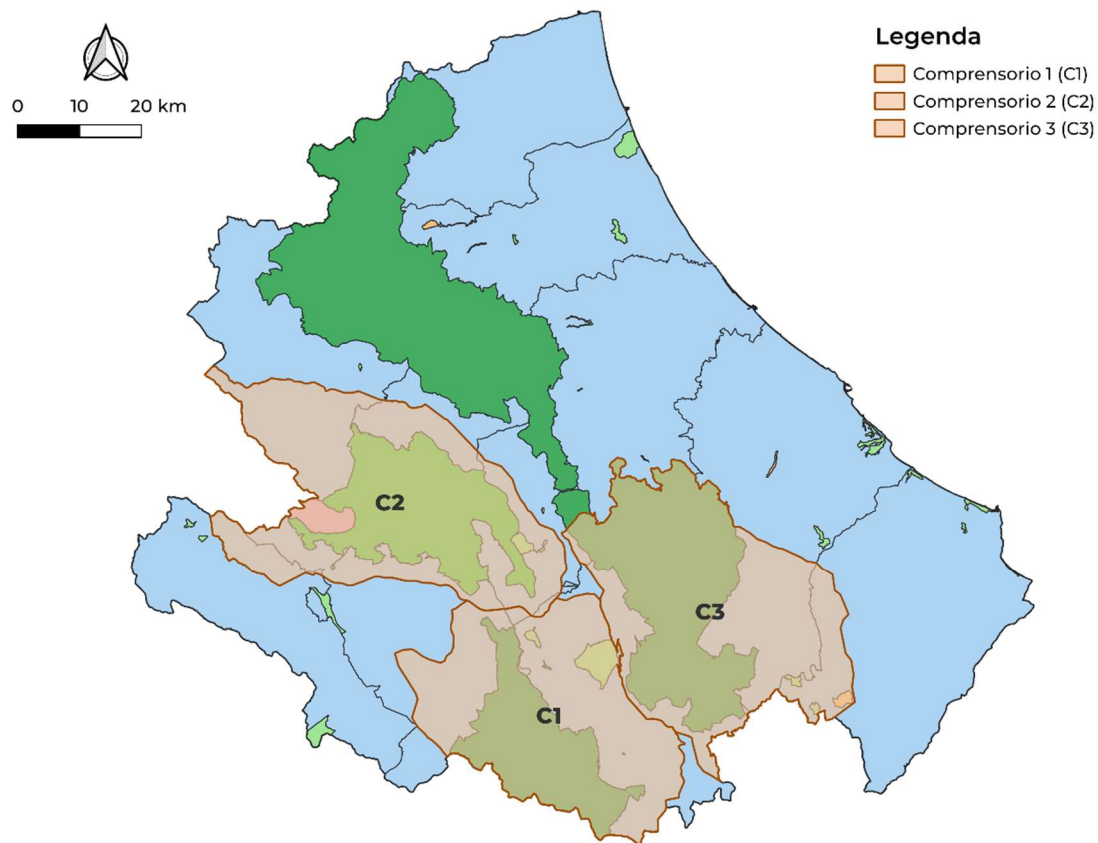 Legenda
Comprensorio 1 (C1)
Comprensorio 2 (C2)
Comprensorio 3 (C3)
0 10 20 km
C2
C3
C1